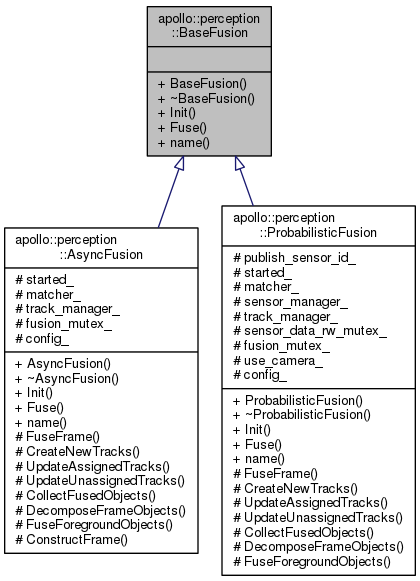 apollo::perception
::BaseFusion
+ BaseFusion()
+ ~BaseFusion()
+ Init()
+ Fuse()
+ name()
apollo::perception
::AsyncFusion
# started_
# matcher_
# track_manager_
# fusion_mutex_
# config_
+ AsyncFusion()
+ ~AsyncFusion()
+ Init()
+ Fuse()
+ name()
# FuseFrame()
# CreateNewTracks()
# UpdateAssignedTracks()
# UpdateUnassignedTracks()
# CollectFusedObjects()
# DecomposeFrameObjects()
# FuseForegroundObjects()
# ConstructFrame()
apollo::perception
::ProbabilisticFusion
# publish_sensor_id_
# started_
# matcher_
# sensor_manager_
# track_manager_
# sensor_data_rw_mutex_
# fusion_mutex_
# use_camera_
# config_
+ ProbabilisticFusion()
+ ~ProbabilisticFusion()
+ Init()
+ Fuse()
+ name()
# FuseFrame()
# CreateNewTracks()
# UpdateAssignedTracks()
# UpdateUnassignedTracks()
# CollectFusedObjects()
# DecomposeFrameObjects()
# FuseForegroundObjects()